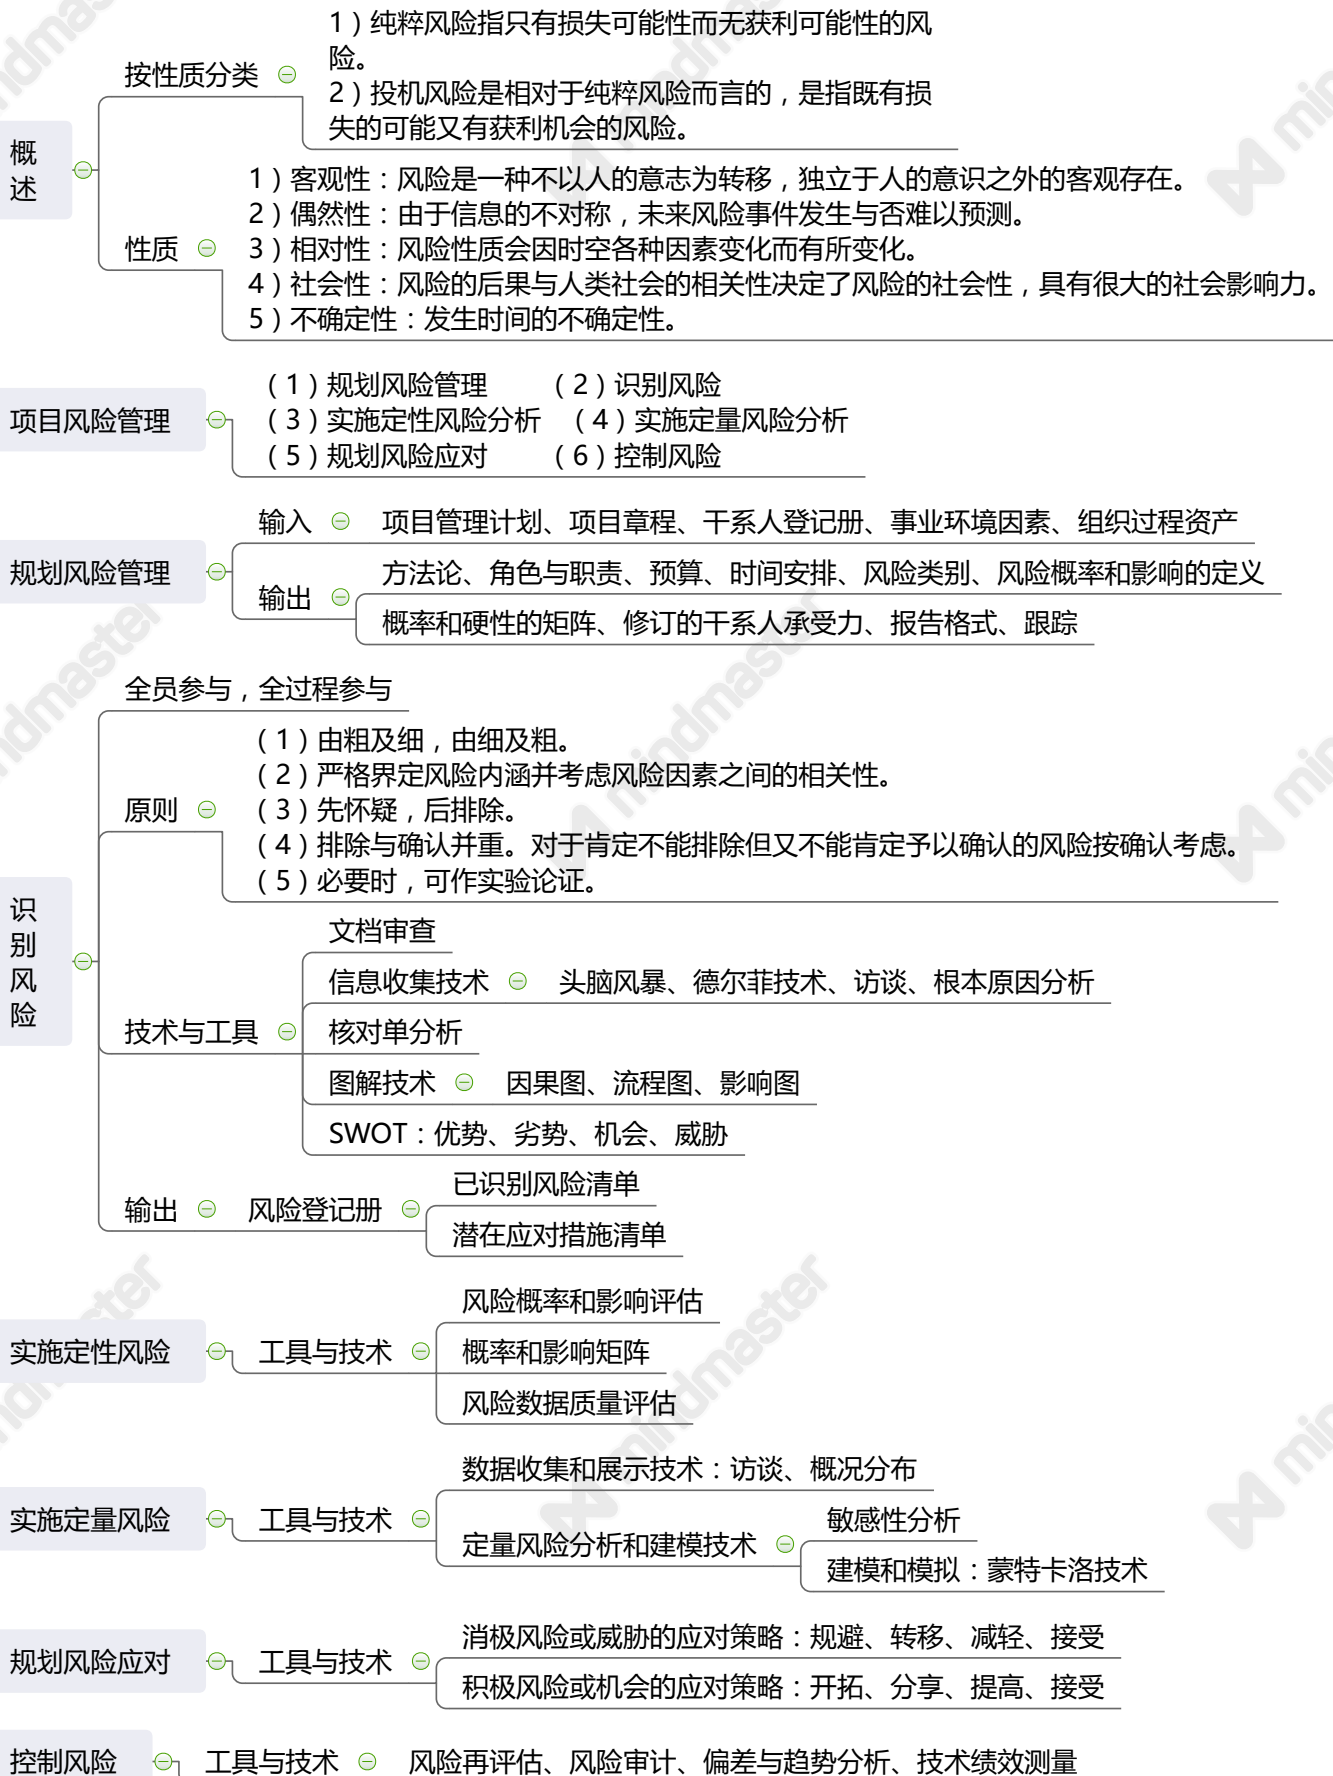 概述
按性质分类
1）纯粹风险指只有损失可能性而无获利可能性的风
险。
2）投机风险是相对于纯粹风险而言的，是指既有损
失的可能又有获利机会的风险。
性质
1）客观性：风险是一种不以人的意志为转移，独立于人的意识之外的客观存在。
2）偶然性：由于信息的不对称，未来风险事件发生与否难以预测。
3）相对性：风险性质会因时空各种因素变化而有所变化。
4）社会性：风险的后果与人类社会的相关性决定了风险的社会性，具有很大的社会影响力。
5）不确定性：发生时间的不确定性。
项目风险管理
（1）规划风险管理 （2）识别风险
（3）实施定性风险分析 （4）实施定量风险分析
（5）规划风险应对 （6）控制风险
规划风险管理
输入
项目管理计划、项目章程、干系人登记册、事业环境因素、组织过程资产
输出
方法论、角色与职责、预算、时间安排、风险类别、风险概率和影响的定义
概率和硬性的矩阵、修订的干系人承受力、报告格式、跟踪
识别风险
全员参与，全过程参与
原则
（1）由粗及细，由细及粗。
（2）严格界定风险内涵并考虑风险因素之间的相关性。
（3）先怀疑，后排除。
（4）排除与确认并重。对于肯定不能排除但又不能肯定予以确认的风险按确认考虑。
（5）必要时，可作实验论证。
技术与工具
文档审查
信息收集技术
头脑风暴、德尔菲技术、访谈、根本原因分析
核对单分析
图解技术
因果图、流程图、影响图
SWOT：优势、劣势、机会、威胁
输出
风险登记册
已识别风险清单
潜在应对措施清单
实施定性风险
工具与技术
风险概率和影响评估
概率和影响矩阵
风险数据质量评估
实施定量风险
工具与技术
数据收集和展示技术：访谈、概况分布
定量风险分析和建模技术
敏感性分析
建模和模拟：蒙特卡洛技术
规划风险应对
工具与技术
消极风险或威胁的应对策略：规避、转移、减轻、接受
积极风险或机会的应对策略：开拓、分享、提高、接受
控制风险
工具与技术
风险再评估、风险审计、偏差与趋势分析、技术绩效测量
mindmaster
mindmaster
mindmaster